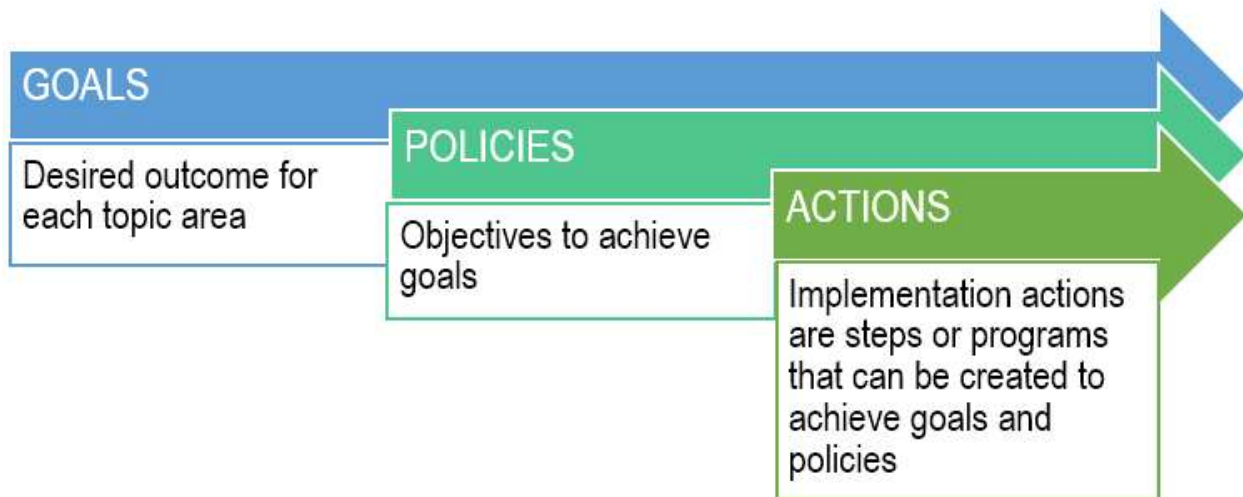 GOALS
Desired outcome for
each topic area
POLICIES
Objectives to achieve
goals
ACTIONS
Implementation actions
are steps or programs
that can be created to
achieve goals and
policies